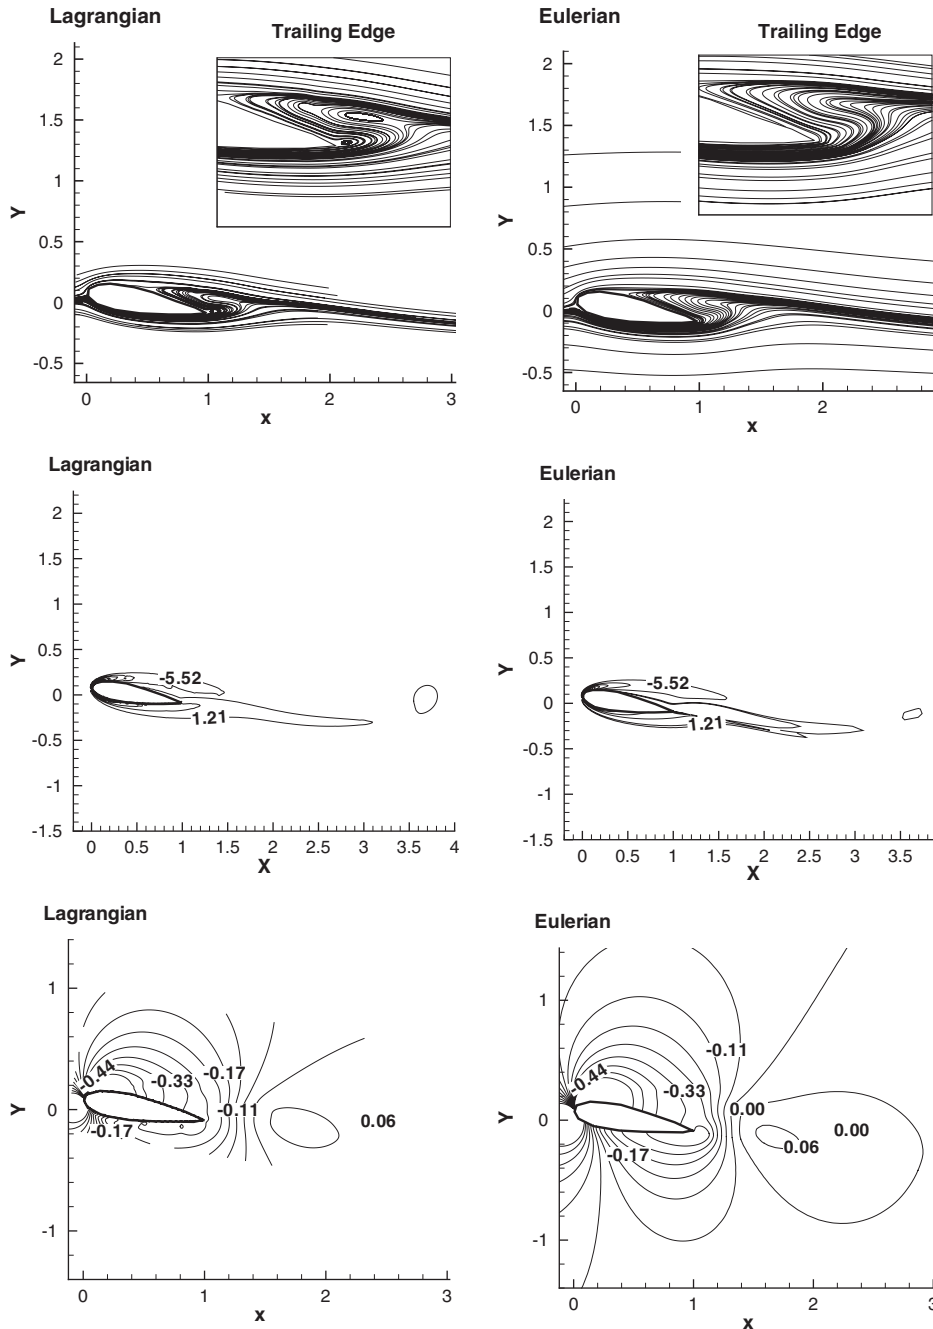 Lagrangian
Trailing Edge
2
1.5
1
0.5
0
-0.5
Y
0 1 2 3
x
Eulerian
Trailing Edge
2
1.5
1
0.5
0
-0.5
Y
0 1 2
x
Lagrangian
2
1.5
1
0.5
0
-0.5
-1
-1.5
Y
-5.52
1.21
0 0.5 1 1.5 2 2.5 3 3.5 4
X
Eulerian
2
1.5
1
0.5
0
-0.5
-1
-1.5
Y
-5.52
1.21
0 0.5 1 1.5 2 2.5 3 3.5
X
Lagrangian
1
0
-1
Y
-0.44
-0.33
-0.17
-0.11
-0.17
0.06
0 1 2 3
x
Eulerian
1
0
-1
Y
-0.11
-0.44
-0.33
0.00
0.00
0.06
-0.17
0 1 2 3
x